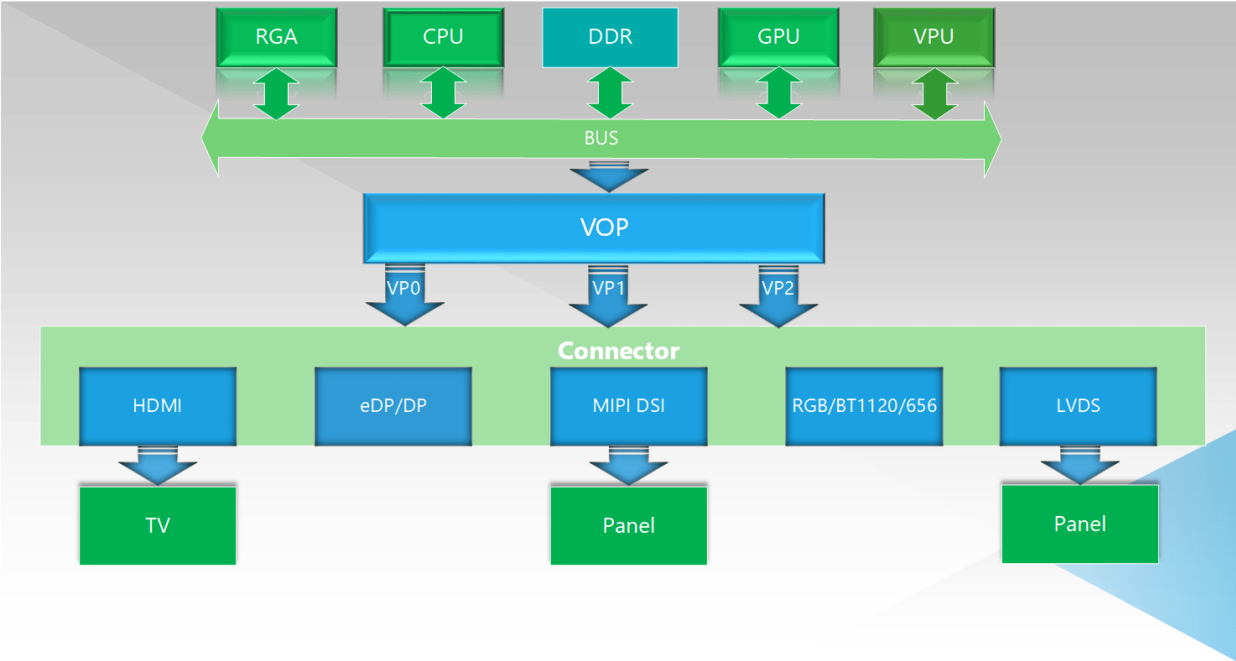 RGA
CPU
DDR
GPU
VPU
BUS
VOP
VP0
VP1
VP2
Connector
HDMI
eDP/DP
MIPI DSI
RGB/BT1120/656
LVDS
TV
Panel
Panel